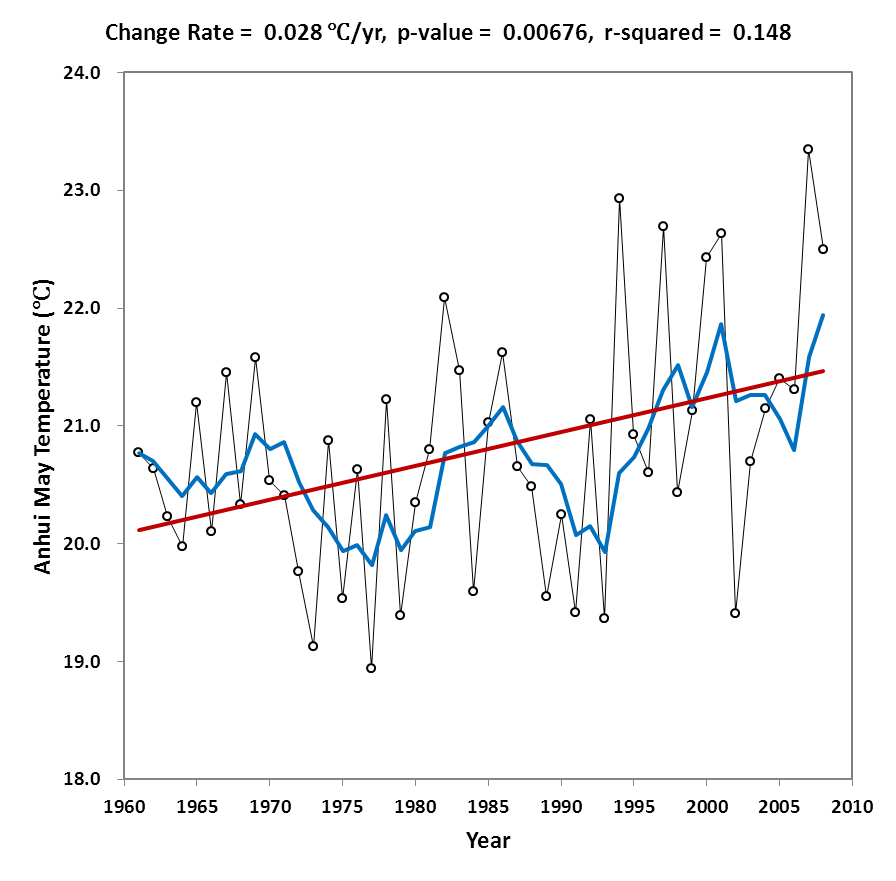 Change Rate = 0.028 ℃/yr, p-value = 0.00676, r-squared = 0.148
24.0
23.0
22.0
21.0
20.0
19.0
18.0
Anhui May Temperature (℃)
1960 1965 1970 1975 1980 1985 1990 1995 2000 2005 2010
Year